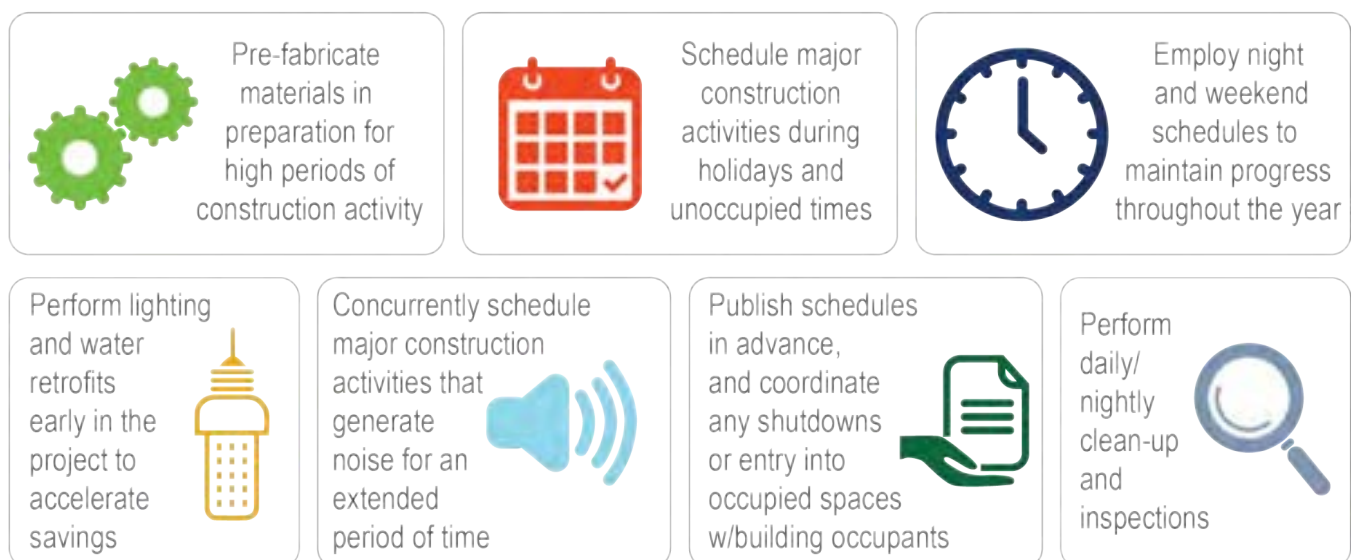 Pre-fabricate
materials in
preparation for
high periods of
construction activity
Schedule major
construction
activities during
holidays and
unoccupied times
Employ night
and weekend
schedules to
maintain progress
throughout the year
Perform lighting
and water
retrofits
early in the
project to
accelerate
savings
Concurrently schedule
major construction
activities that
generate
noise for an
extended
period of time
Publish schedules
in advance,
and coordinate
any shutdowns
or entry into
occupied spaces
w/building occupants
Perform
daily/
nightly
clean-up
and
inspections